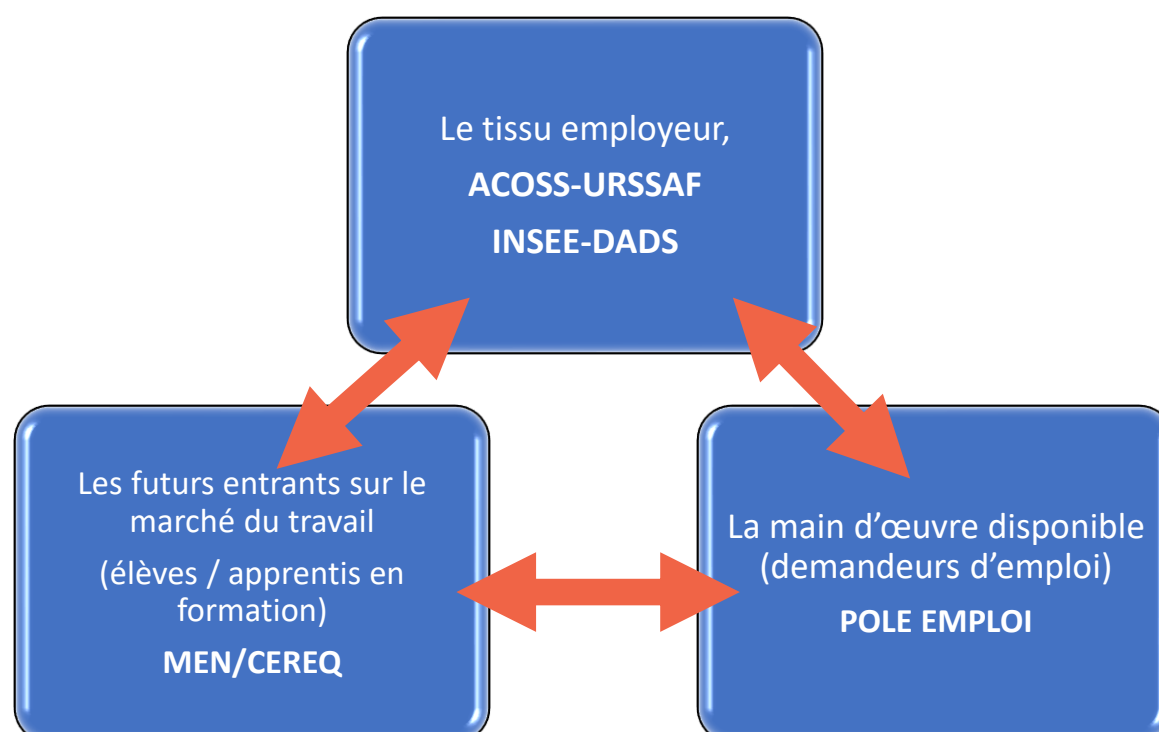 Le tissu employeur,
ACOSS-URSSAF
INSEE-DADS
Les futurs entrants sur le
marché du travail
(élèves / apprentis en
formation)
MEN/CEREQ
La main d’œuvre disponible
(demandeurs d’emploi)
POLE EMPLOI